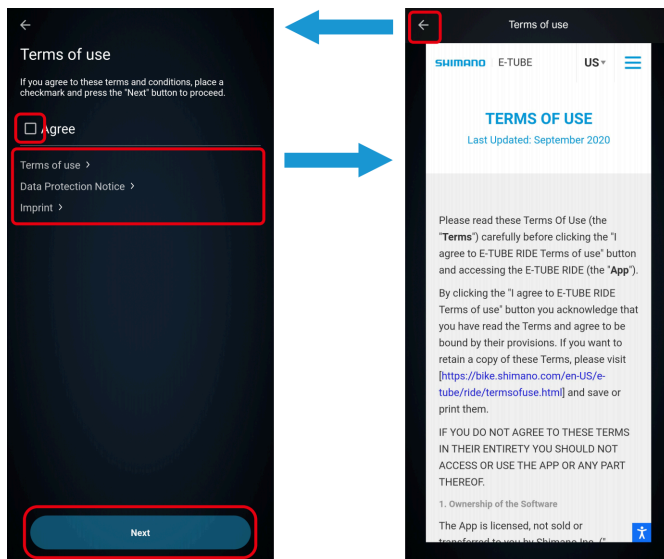 Terms of use
If you agree to these terms and conditions, place a
checkmark and press the "Next" button to proceed.
Agree
Terms of use
Data Protection Notice
Imprint
Next
Terms of use
SHIMANO E-TUBE US
TERMS OF USE
Last Updated: September 2020
Please read these Terms Of Use (the
"Terms") carefully before clicking the "I
agree to E-TUBE RIDE Terms of use" button
and accessing the E-TUBE RIDE (the "App").
By clicking the "I agree to E-TUBE RIDE
Terms of use" button you acknowledge that
you have read the Terms and agree to be
bound by their provisions. If you want to
retain a copy of these Terms, please visit
[https://bike.shimano.com/en-US/e-
tube/ride/termsofuse.html] and save or
print them.
IF YOU DO NOT AGREE TO THESE TERMS
IN THEIR ENTIRETY YOU SHOULD NOT
ACCESS OR USE THE APP OR ANY PART
THEREOF.
1. Ownership of the Software
The App is licensed, not sold or
transferred to you by Shimano Inc. ("